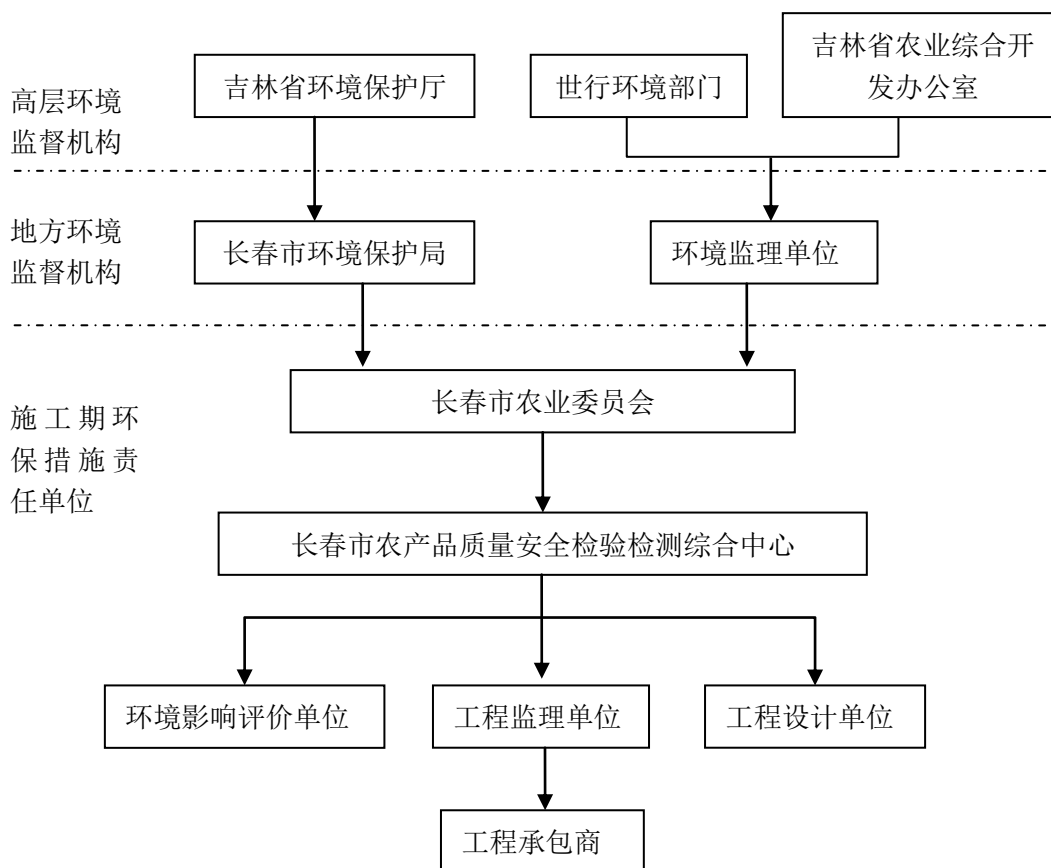 吉林省农业综合开
发办公室
吉林省环境保护厅
世行环境部门
高层环境
监督机构
地方环境
监督机构
长春市环境保护局
环境监理单位
长春市农业委员会
施工期环
保措施责
任单位
长春市农产品质量安全检验检测综合中心
环境影响评价单位
工程监理单位
工程设计单位
工程承包商